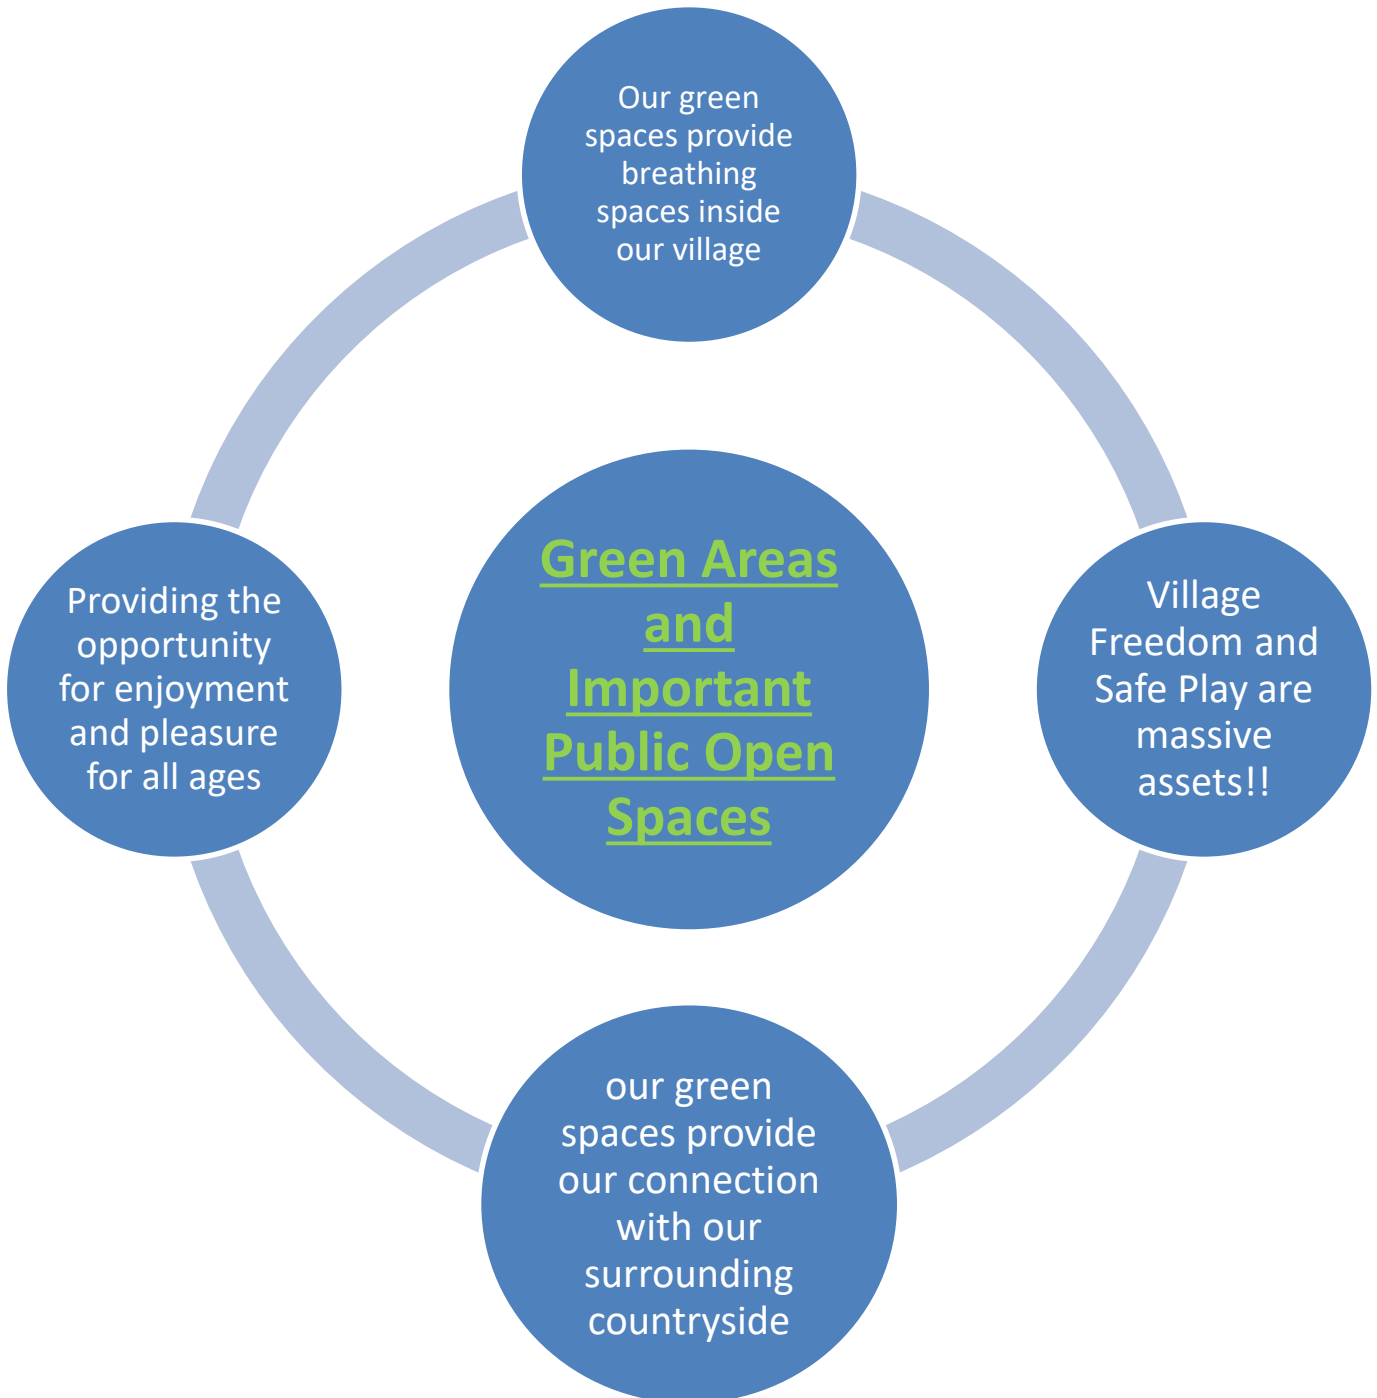 Our green
spaces provide
breathing
spaces inside
our village
Green Areas
and
Important
Public Open
Spaces
Village
Freedom and
Safe Play are
massive
assets!!
our green
spaces provide
our connection
with our
surrounding
countryside
Providing the
opportunity
for enjoyment
and pleasure
for all ages